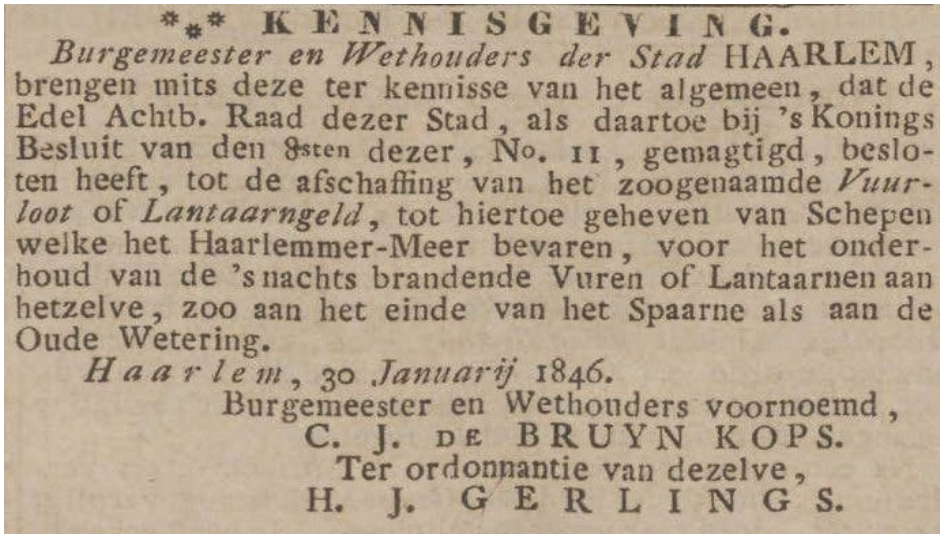 *** KENNISGEVING.
Burgemeester en Wethouders der Stad HAARLEM,
brengen mits deze ter kennisse van het algemeen, dat de
Edel Achtb. Raad dezer Stad, als daartoe bij 's Konings
Besluit van den 8sten dezer, No. 11, gemagtigd, beslo-
ten heeft, tot de afschaffing van het zoogenaamde Vuur-
loot of Lantaarngeld, tot hiertoe geheven van Schepen
welke het Haarlemmer-Meer bevaren, voor het onder-
houd van de 's nachts brandende Vuren of Lantaarnen aan
hetzelve, zoo aan het einde van het Spaarne als aan de
Oude Wetering.
Haarlem, 30 Januarij 1846.
Burgemeester en Wethouders voornoemd,
C. J. DE BRUYN KOPS.
Ter ordonnantie van dezelve,
H. J. GERLINGS.